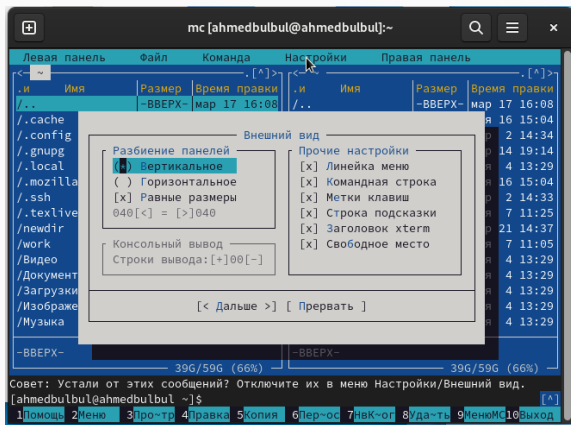 mc [ahmedbulbul@ahmedbulbul]:~
Левая панель Файл Команда Настройки Правая панель
<— ~ .[^]> <— ~ .[^]>
.и Имя Размер Время правки .и Имя Размер Время правки
/.. -ВВЕРХ- мар 17 16:08 /.. -ВВЕРХ- мар 17 16:08
/.cache я 16 15:04
/.config 2 14:34
/.gnupg Внешний вид 14 19:14
/.local Разбиение панелей Прочие настройки я 4 13:29
/.mozilla (*) Вертикальное [x] Линейка меню я 16 15:04
/.ssh ( ) Горизонтальное [x] Командная строка 2 14:33
/.texlive [x] Равные размеры [x] Метки клавиш я 7 11:25
/newdir 040[<] = [>]040 [x] Строка подсказки 21 14:37
/work [x] Заголовок xterm я 7 11:05
/Видео Консольный вывод [x] Свободное место я 4 13:29
/Документ Строки вывода:[+]00[-] я 4 13:29
/Загрузки я 4 13:29
/Изображе [< Дальше >] [ Прервать ] я 4 13:29
/Музыка я 4 13:29
-ВВЕРХ- -ВВЕРХ-
39G/59G (66%) 39G/59G (66%)
Совет: Устали от этих сообщений? Отключите их в меню Настройки/Внешний вид.
[ahmedbulbul@ahmedbulbul ~]$ [^]
1Помощь 2Меню 3Про~тр 4Правка 5Копия 6Пер~ос 7НвК~ог 8Уда~ть 9МенюMC 10Выход